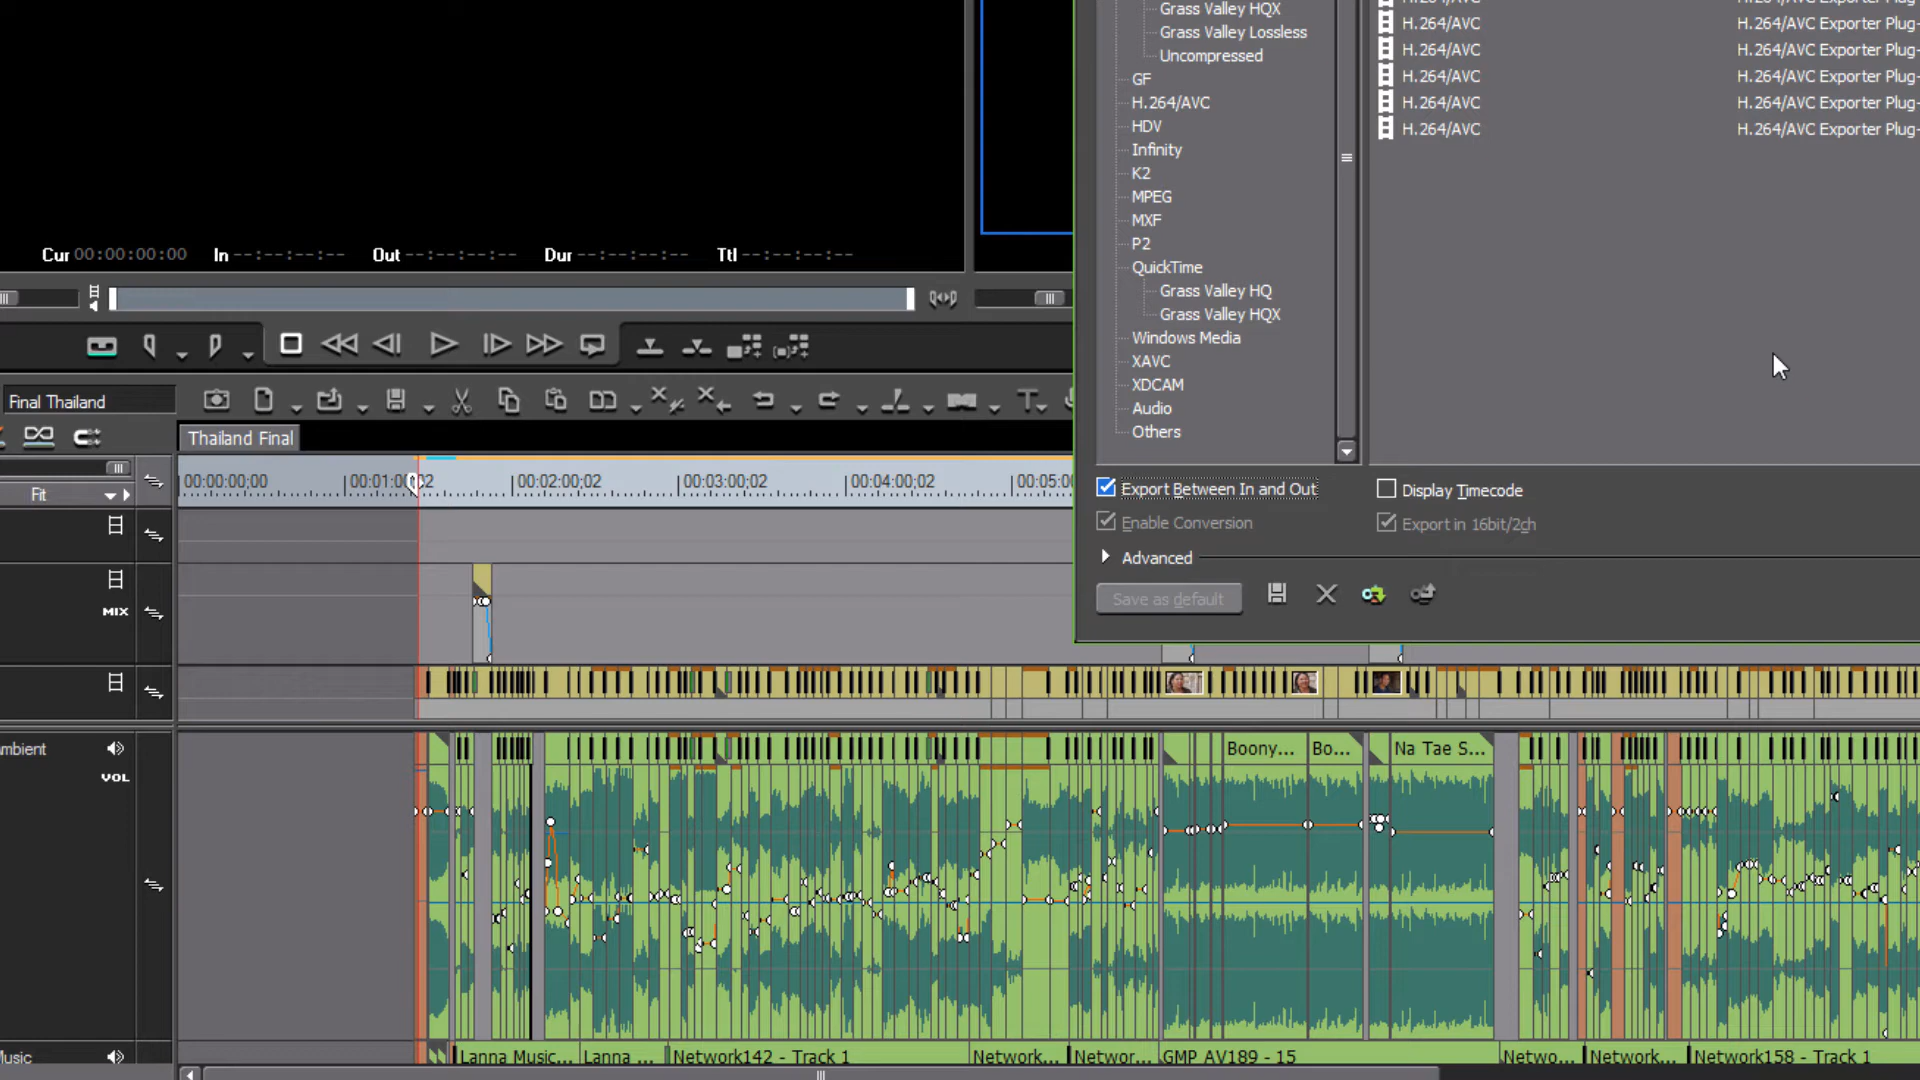 Grass Valley HQX
Grass Valley Lossless
Uncompressed
GF
H.264/AVC
HDV
Infinity
K2
MPEG
MXF
P2
QuickTime
Grass Valley HQ
Grass Valley HQX
Windows Media
XAVC
XDCAM
Audio
Others
H.264/AVC H.264/AVC Exporter Plug-
H.264/AVC H.264/AVC Exporter Plug-
H.264/AVC H.264/AVC Exporter Plug-
H.264/AVC H.264/AVC Exporter Plug-
H.264/AVC H.264/AVC Exporter Plug-
Export Between In and Out
Display Timecode
Enable Conversion
Export in 16bit/2ch
Advanced
Save as default
Cur 00:00:00:00 In --:--:--:-- Out --:--:--:-- Dur --:--:--:-- Ttl --:--:--:--
Final Thailand
Thailand Final
Fit
00:00:00;00 00:01:00;02 00:02:00;02 00:03:00;02 00:04:00;02 00:05:0
MIX
mbient
VOL
Boony... Bo... Na Tae S...
usic
Lanna Music... Lanna ... Network142 - Track 1 Network... Networ... GMP AV189 - 15 Netwo... Network... Network158 - Track 1